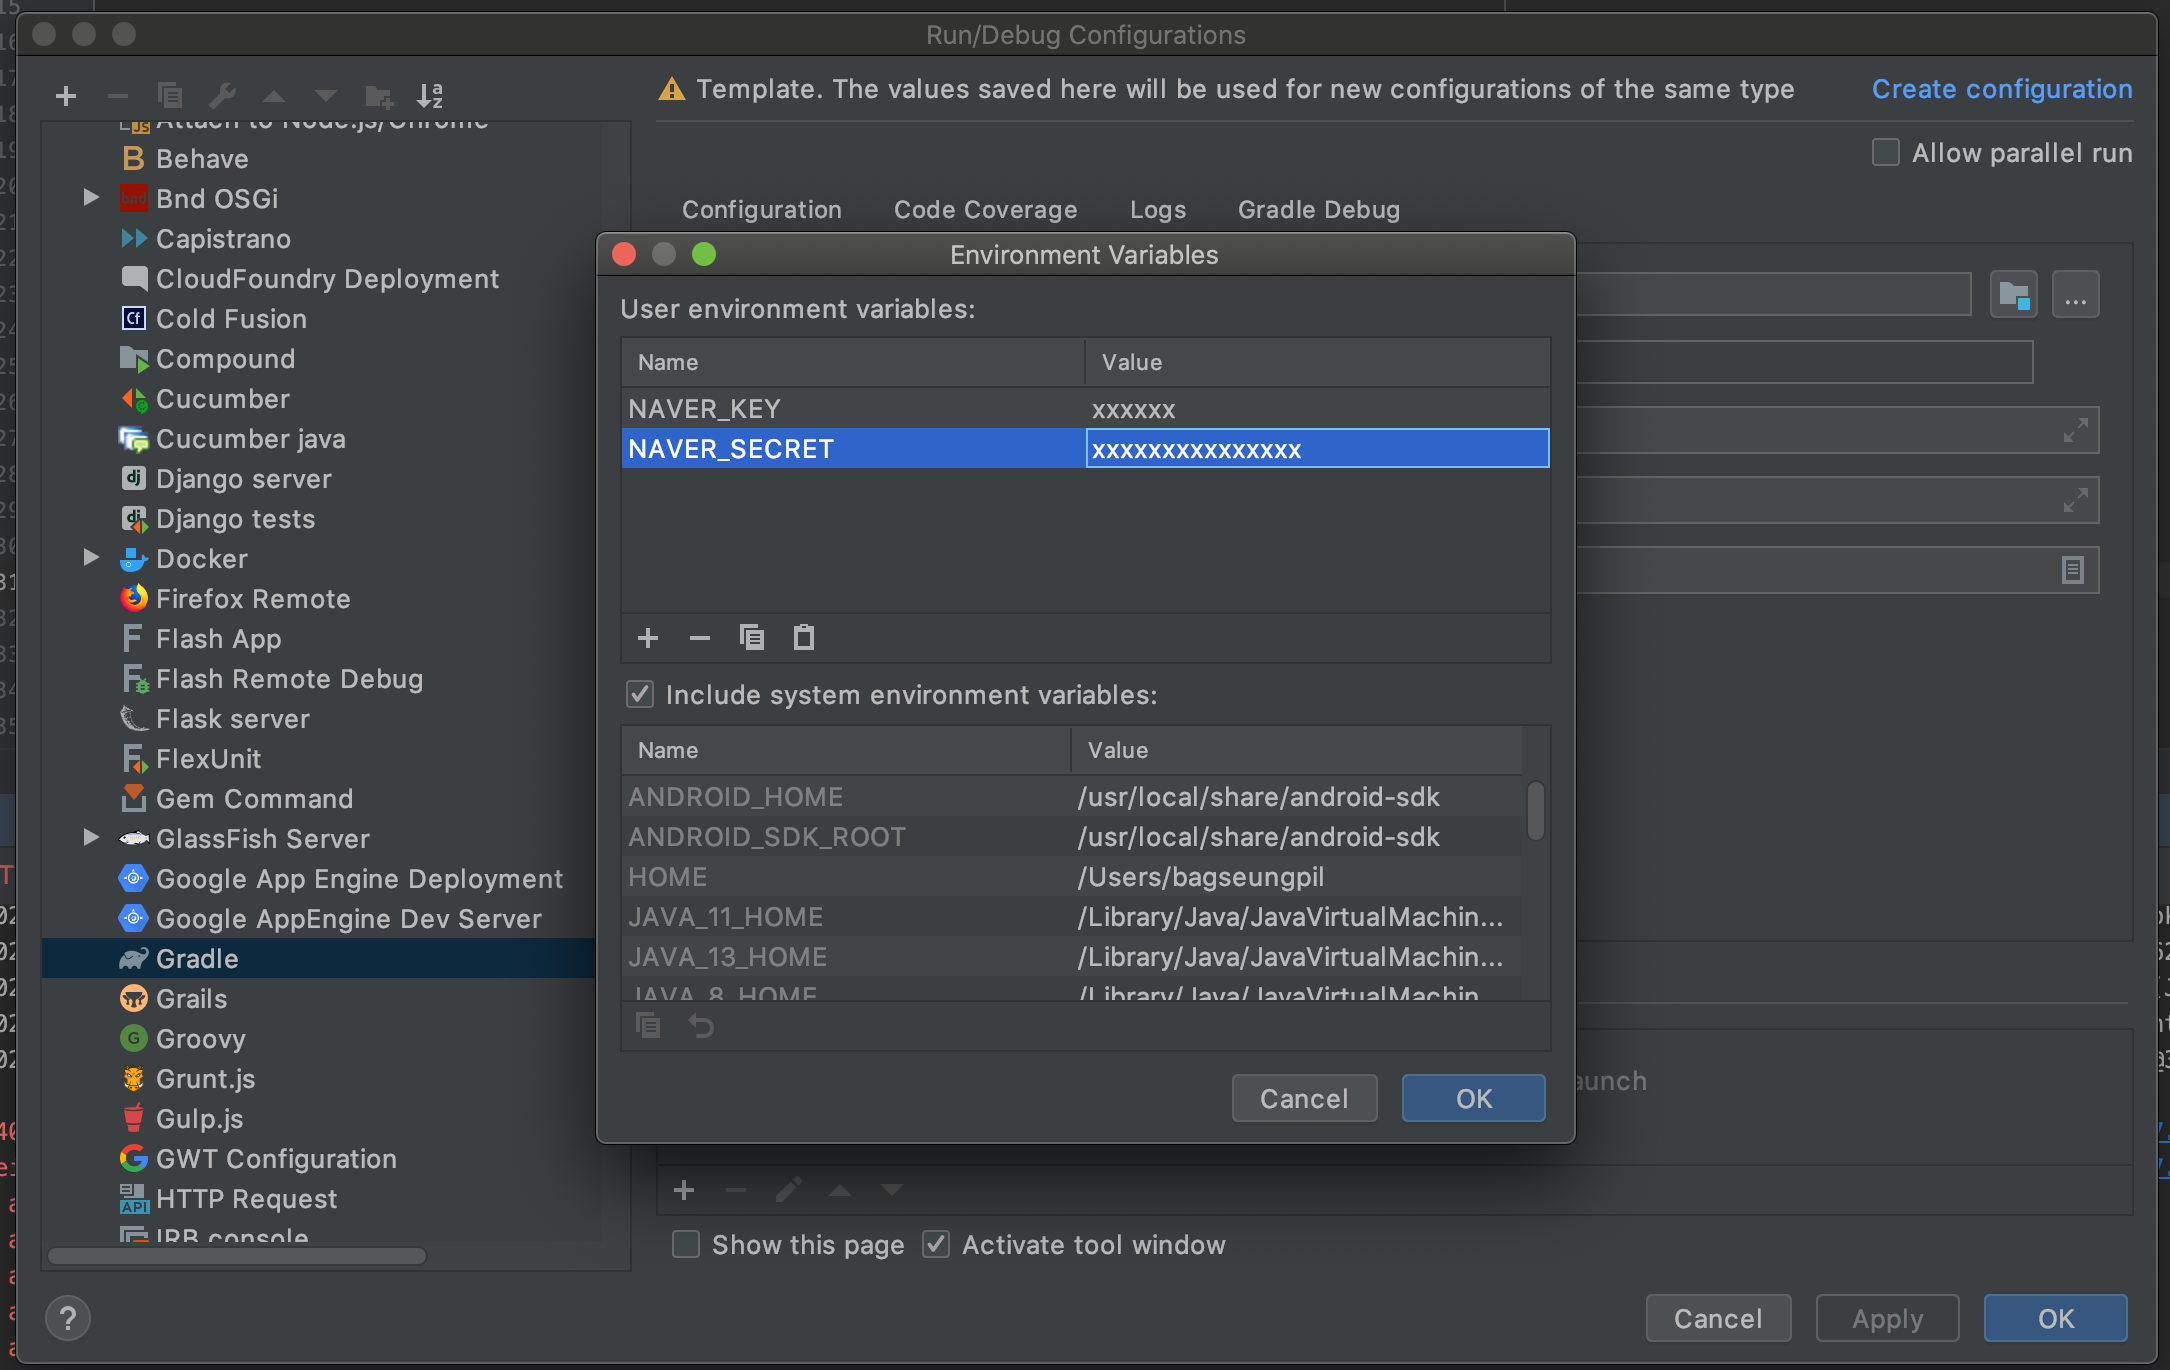 Run/Debug Configurations
Template. The values saved here will be used for new configurations of the same type
Create configuration
Allow parallel run
Attach to Node.js/Chrome
Behave
Bnd OSGi
Capistrano
CloudFoundry Deployment
Cold Fusion
Compound
Cucumber
Cucumber java
Django server
Django tests
Docker
Firefox Remote
Flash App
Flash Remote Debug
Flask server
FlexUnit
Gem Command
GlassFish Server
Google App Engine Deployment
Google AppEngine Dev Server
Gradle
Grails
Groovy
Grunt.js
Gulp.js
GWT Configuration
HTTP Request
IRB console
Configuration Code Coverage Logs Gradle Debug
Environment Variables
User environment variables:
Name Value
NAVER_KEY xxxxxx
NAVER_SECRET xxxxxxxxxxxxxxx
Include system environment variables:
Name Value
ANDROID_HOME /usr/local/share/android-sdk
ANDROID_SDK_ROOT /usr/local/share/android-sdk
HOME /Users/bagseungpil
JAVA_11_HOME /Library/Java/JavaVirtualMachin...
JAVA_13_HOME /Library/Java/JavaVirtualMachin...
JAVA_8_HOME /Library/Java/JavaVirtualMachin
Cancel OK
aunch
Show this page Activate tool window
? Cancel Apply OK